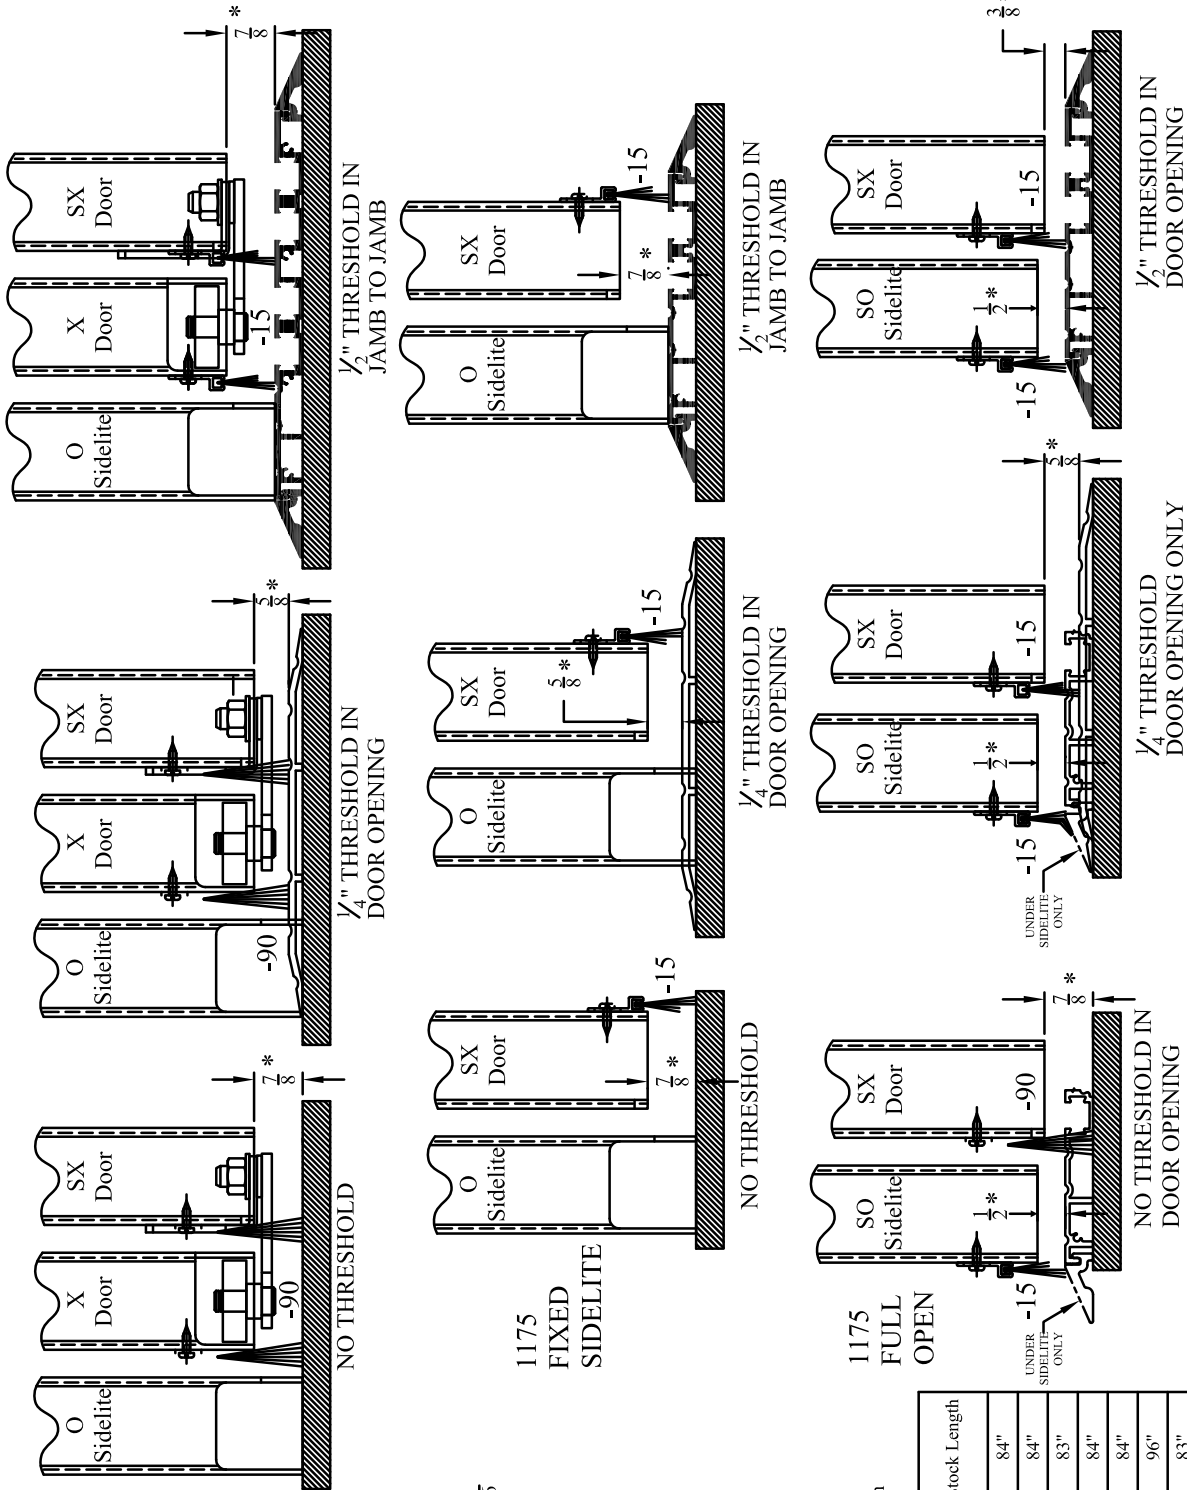 *
7/8
SX
Door
X
Door
O
Sidelite
-15
1/2" THRESHOLD IN
JAMB TO JAMB
5/8*
SX
Door
X
Door
O
Sidelite
-90
1/4" THRESHOLD IN
DOOR OPENING
7/8*
SX
Door
X
Door
O
Sidelite
-90
NO THRESHOLD
SX
Door
-15
7/8*
O
Sidelite
1/2" THRESHOLD IN
JAMB TO JAMB
SX
Door
-15
5/8*
O
Sidelite
1/4" THRESHOLD IN
DOOR OPENING
SX
Door
-15
7/8*
O
Sidelite
NO THRESHOLD
1175
FIXED
SIDELITE
3/8
SX
Door
-15
SO
Sidelite
1/2*
-15
1/2" THRESHOLD IN
DOOR OPENING
5/8*
SX
Door
-15
SO
Sidelite
1/2*
-15
UNDER
SIDELITE
ONLY
1/4" THRESHOLD
DOOR OPENING ONLY
7/8*
SX
Door
-90
SO
Sidelite
1/2*
-15
UNDER
SIDELITE
ONLY
NO THRESHOLD IN
DOOR OPENING
1175
FULL
OPEN
tock Length
84"
84"
83"
84"
84"
96"
83"